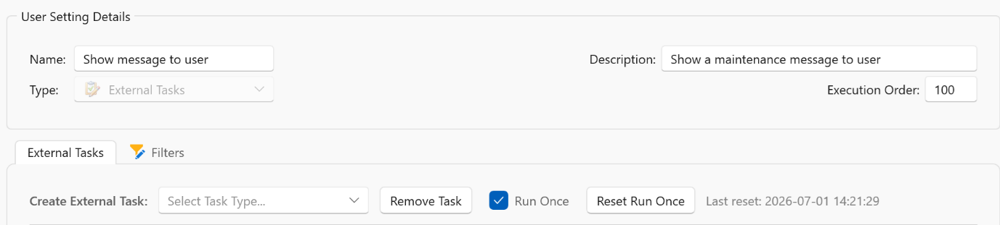 User Setting Details
Name: Show message to user Description: Show a maintenance message to user
Type: External Tasks Execution Order: 100
External Tasks Filters
Create External Task: Select Task Type... Remove Task Run Once Reset Run Once Last reset: 2026-07-01 14:21:29